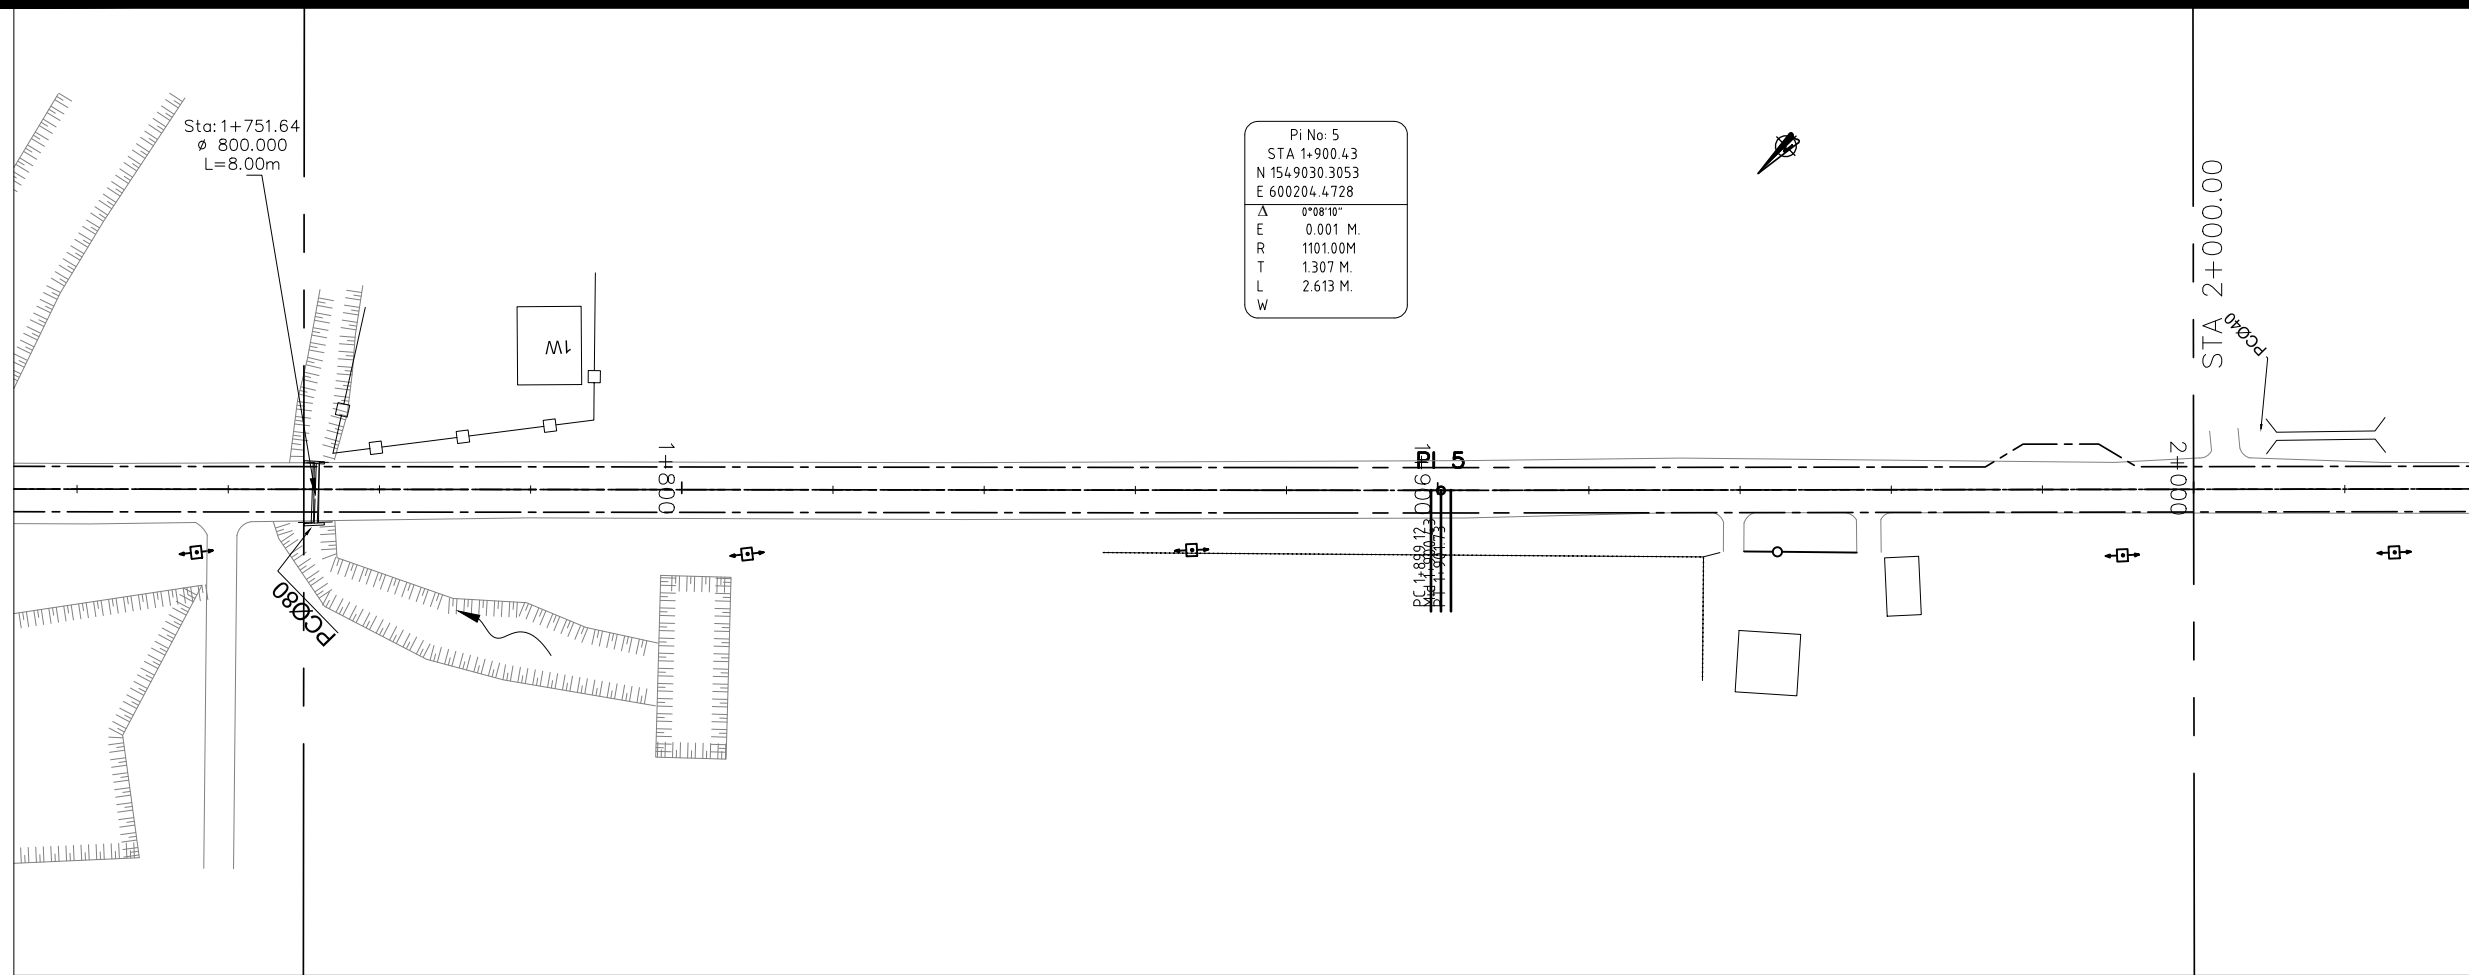 Sta: 1+751.64
ø 800.000
L=8.00m
Pi No: 5
STA 1+900.43
N 1549030.3053
E 600204.4728
Δ 0°08'10"
E 0.001 M.
R 1101.00M
T 1.307 M.
L 2.613 M.
W
STA 2+000.00
PCØ40
1W
1+800
PI 5
2+000
PC 1+899.12
PCØ80